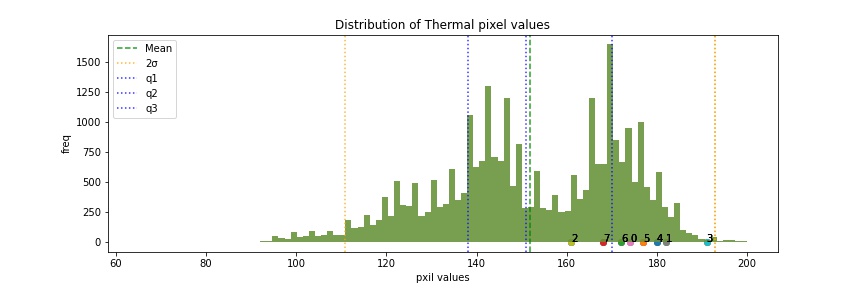 Distribution of Thermal pixel values
Mean
2σ
q1
q2
q3
freq
1500
1250
1000
750
500
250
0
2 7 6 0 5 4 1 3
60 80 100 120 140 160 180 200
pxil values